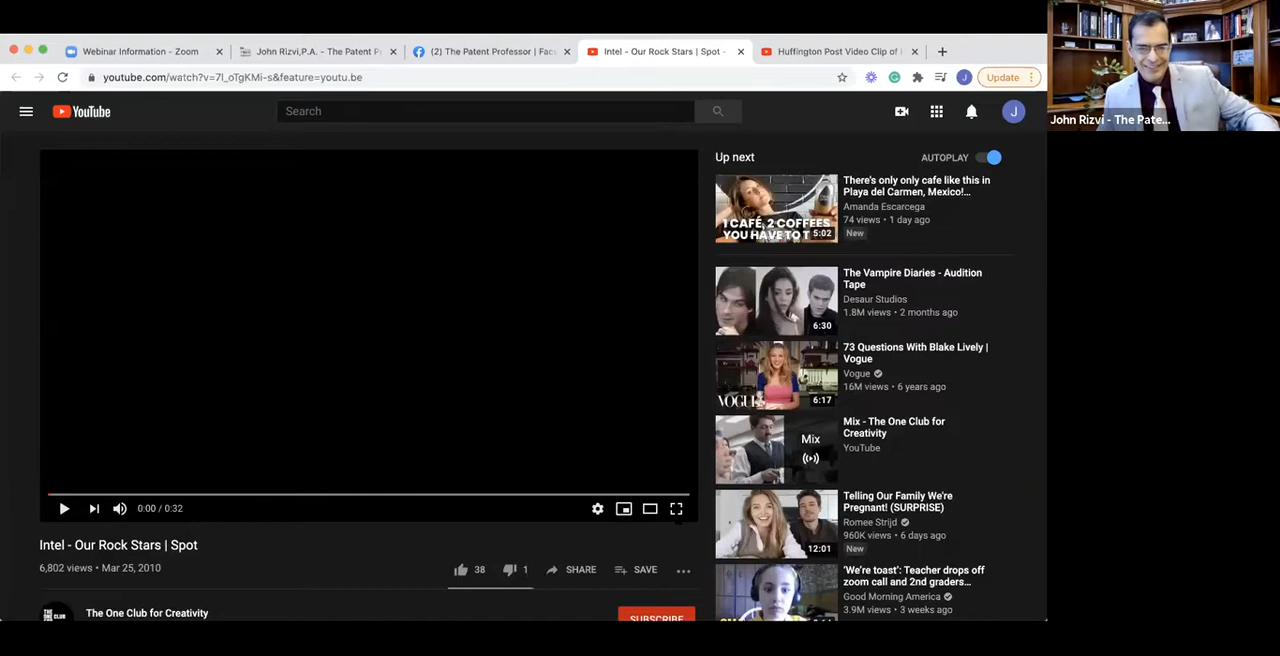 Webinar Information - Zoom
John Rizvi,P.A. - The Patent P
(2) The Patent Professor | Fac
Intel - Our Rock Stars | Spot -
Huffington Post Video Clip of
youtube.com/watch?v=7l_oTgKMi-s&feature=youtu.be
J
Update
YouTube
Search
J
John Rizvi - The Pate...
Up next
AUTOPLAY
There's only only cafe like this in
Playa del Carmen, Mexico!...
Amanda Escarcega
74 views • 1 day ago
New
1 CAFÉ, 2 COFFEES
YOU HAVE TO T
5:02
The Vampire Diaries - Audition
Tape
Desaur Studios
1.8M views • 2 months ago
6:30
73 Questions With Blake Lively |
Vogue
Vogue
16M views • 6 years ago
VOGUE
6:17
Mix - The One Club for
Creativity
YouTube
Mix
Telling Our Family We're
Pregnant! (SURPRISE)
Romee Strijd
960K views • 6 days ago
New
12:01
'We're toast': Teacher drops off
zoom call and 2nd graders...
Good Morning America
3.9M views • 3 weeks ago
0:00 / 0:32
Intel - Our Rock Stars | Spot
6,802 views • Mar 25, 2010
38
1
SHARE
SAVE
THE
ONE
CLUB
The One Club for Creativity
SUBSCRIBE